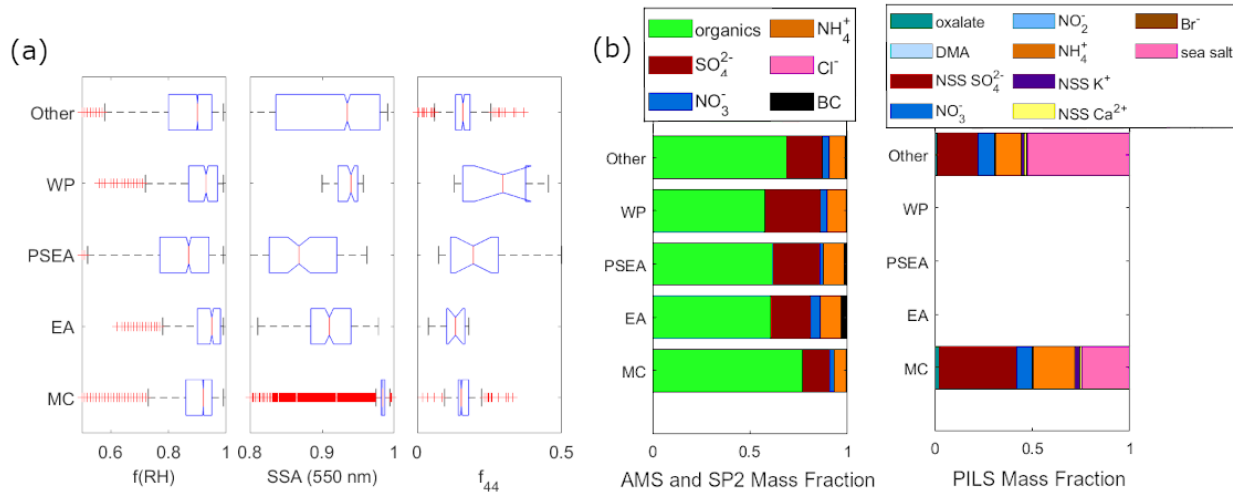 (a)
Other
WP
PSEA
EA
MC
0.6 0.8 1
f(RH)
0.8 0.9 1
SSA (550 nm)
0 0.5
f₄₄
(b)
organics NH₄⁺
SO₄²⁻ Cl⁻
NO₃⁻ BC
Other
WP
PSEA
EA
MC
0 0.5 1
AMS and SP2 Mass Fraction
oxalate NO₂⁻ Br⁻
DMA NH₄⁺ sea salt
NSS SO₄²⁻ NSS K⁺
NO₃⁻ NSS Ca²⁺
Other
WP
PSEA
EA
MC
0 0.5 1
PILS Mass Fraction